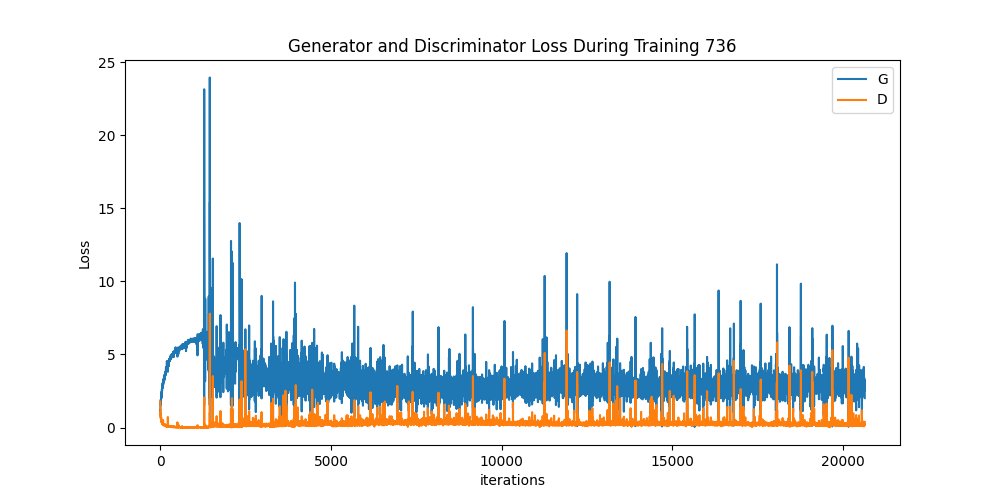 Generator and Discriminator Loss During Training 736
25
20
15
10
5
0
Loss
G
D
0 5000 10000 15000 20000
iterations